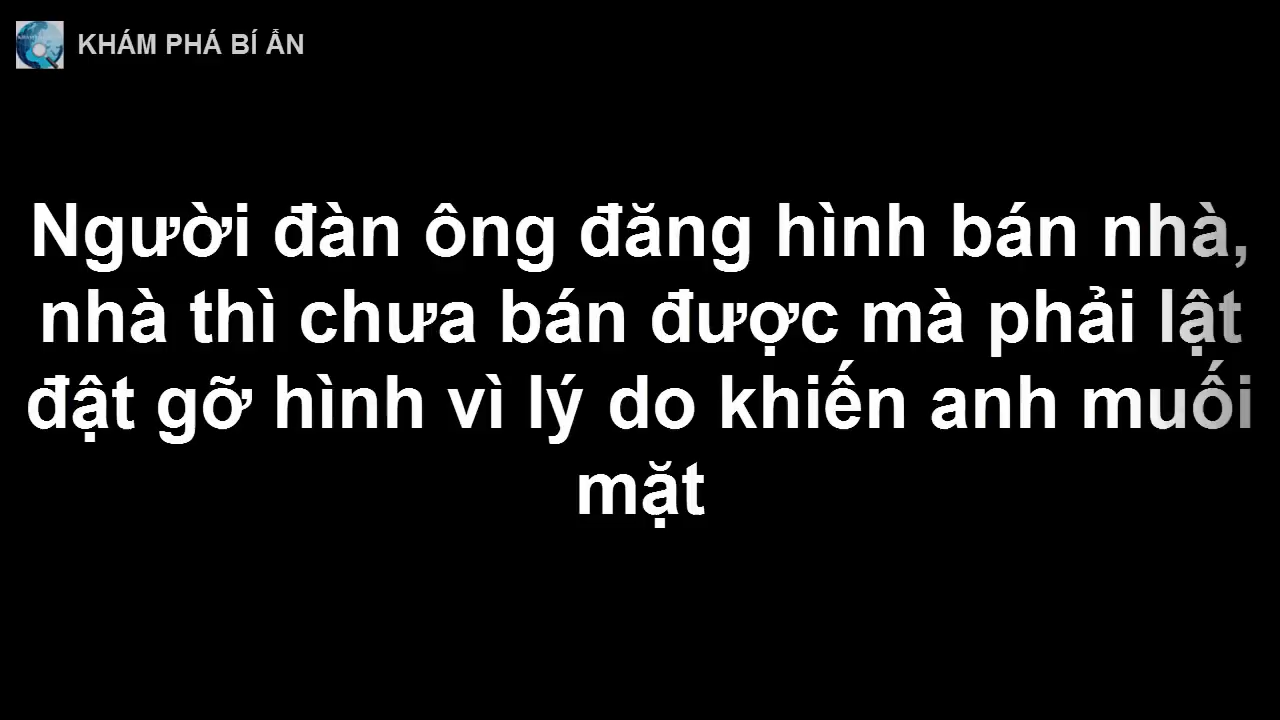 KHÁM PHÁ BÍ ẨN
Người đàn ông đăng hình bán nhà,
nhà thì chưa bán được mà phải lật
đật gỡ hình vì lý do khiến anh muối
mặt